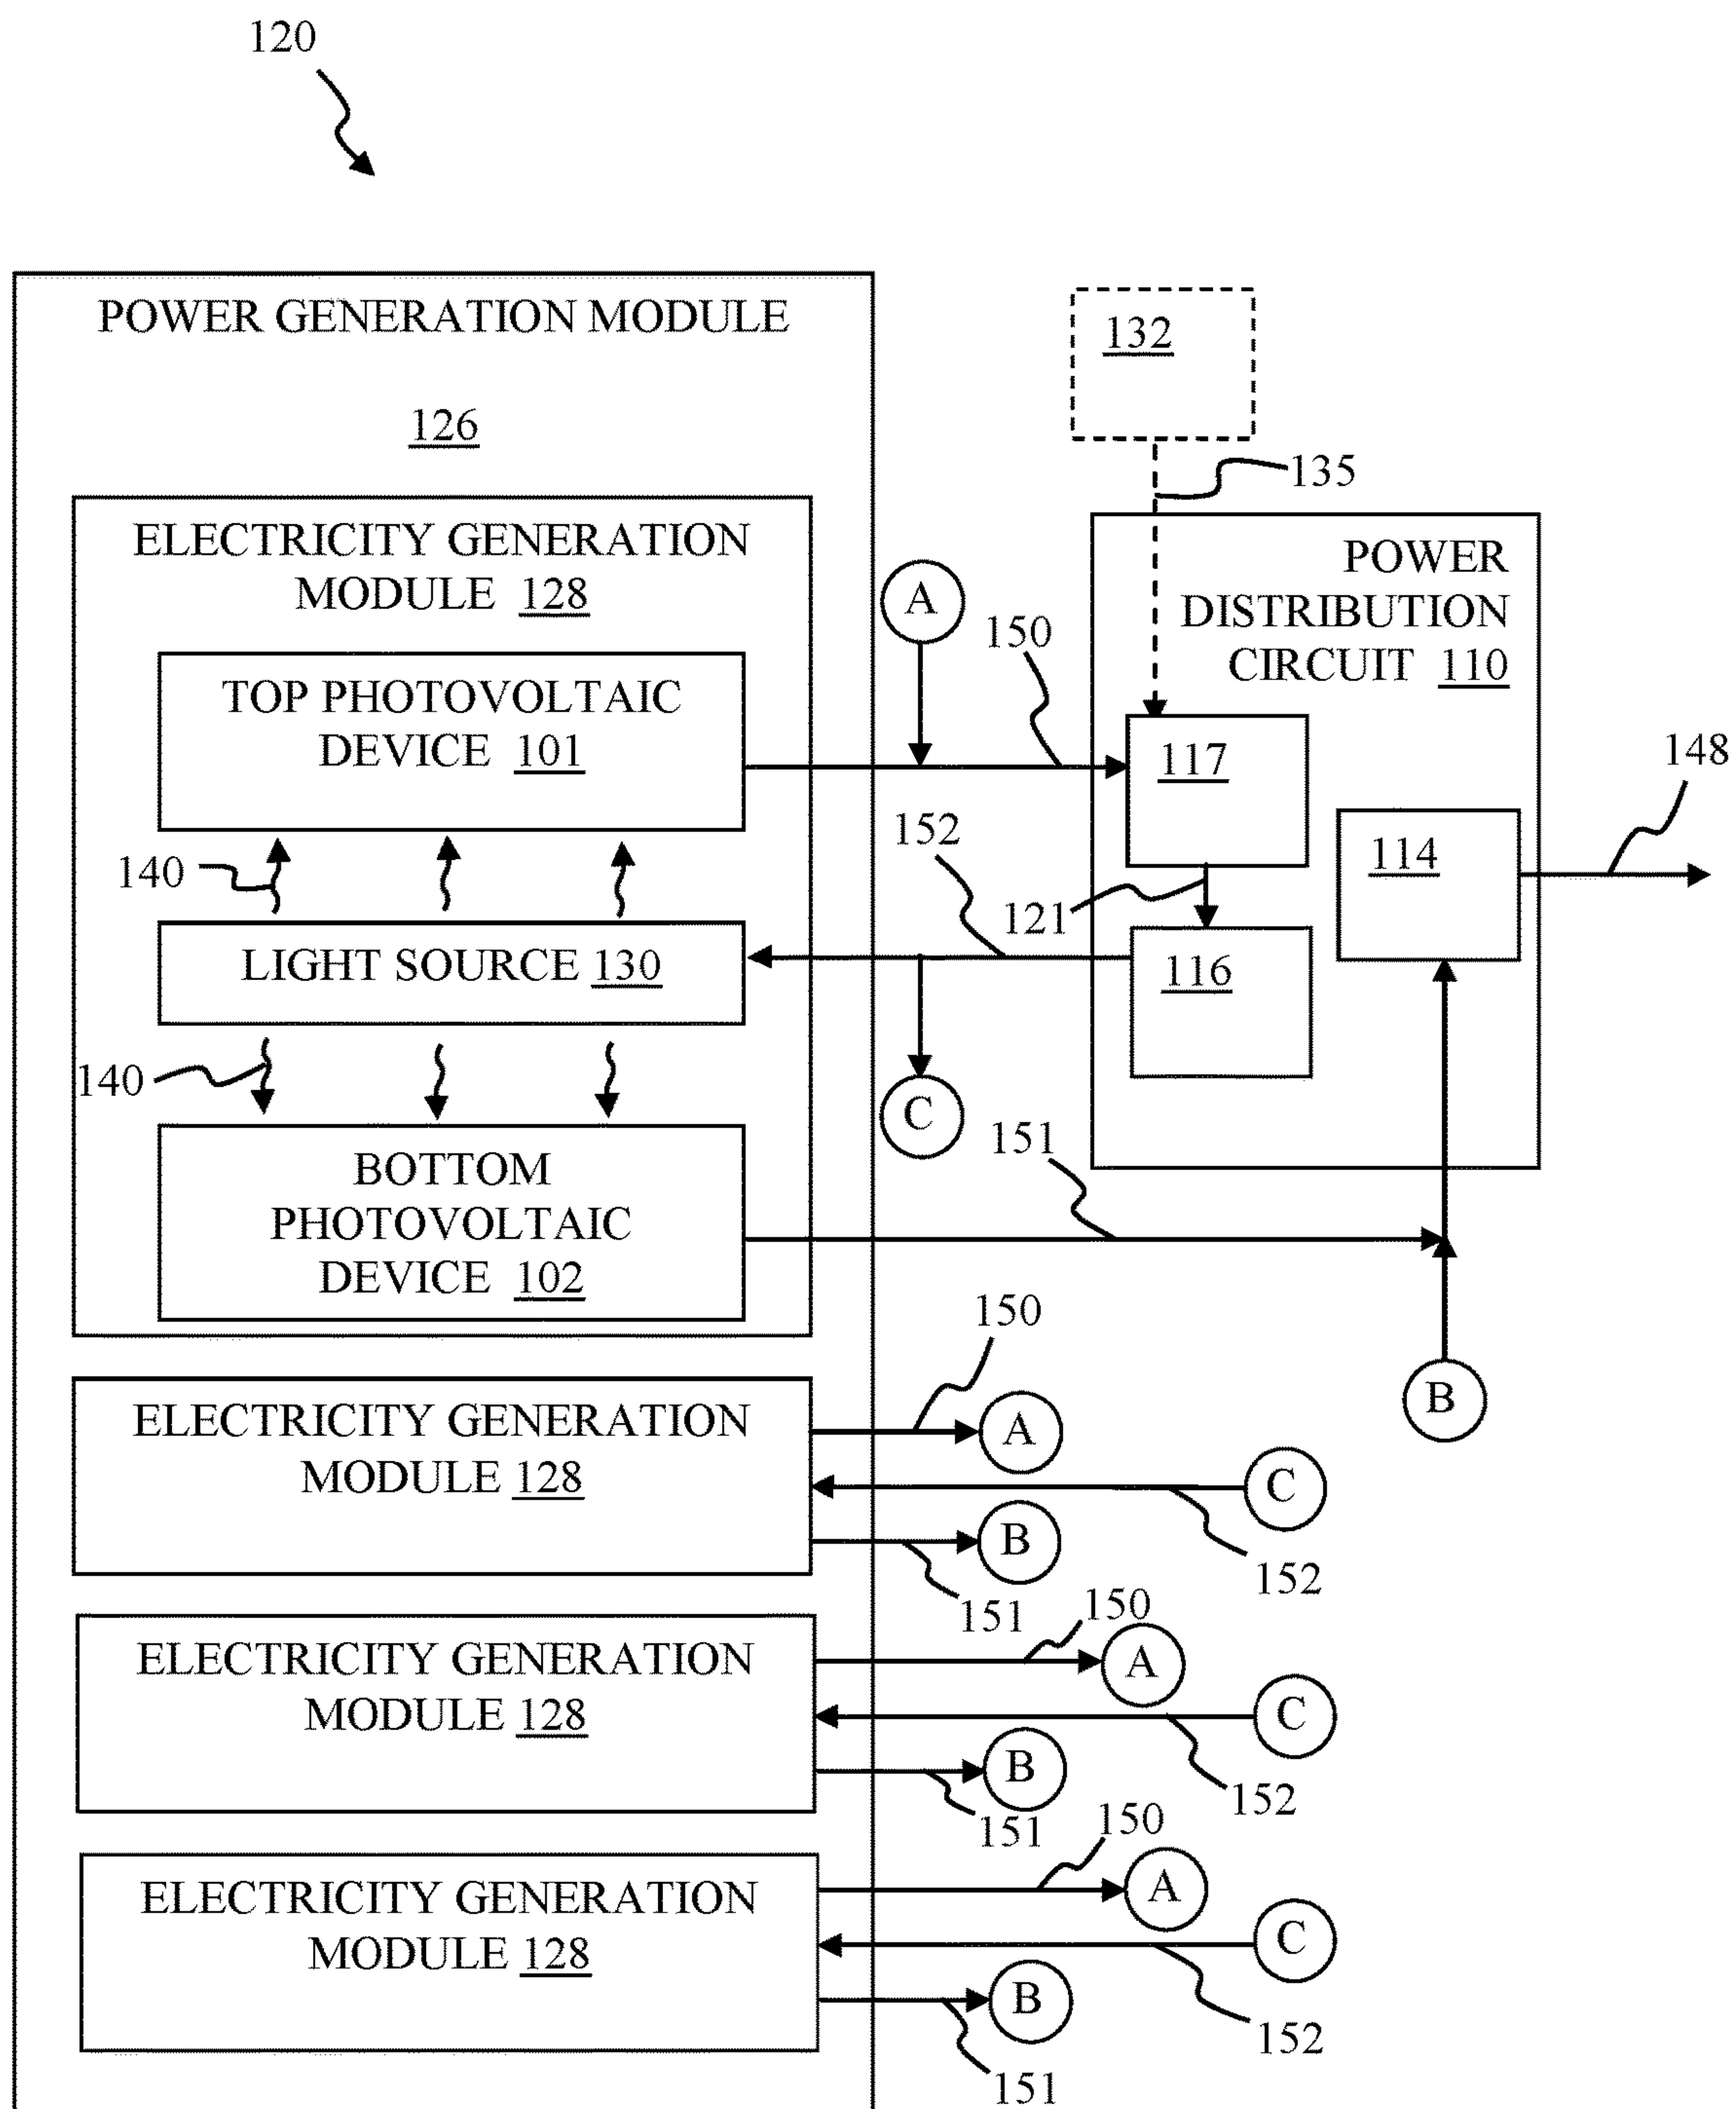 120
POWER GENERATION MODULE
126
132
135
ELECTRICITY GENERATION
MODULE 128
POWER
DISTRIBUTION
CIRCUIT 110
A
150
TOP PHOTOVOLTAIC
DEVICE 101
117
148
152
114
140
121
LIGHT SOURCE 130
116
140
C
151
BOTTOM
PHOTOVOLTAIC
DEVICE 102
150
B
ELECTRICITY GENERATION
MODULE 128
A
C
B
152
151
150
ELECTRICITY GENERATION
MODULE 128
A
C
B
152
151
150
ELECTRICITY GENERATION
MODULE 128
A
C
B
152
151